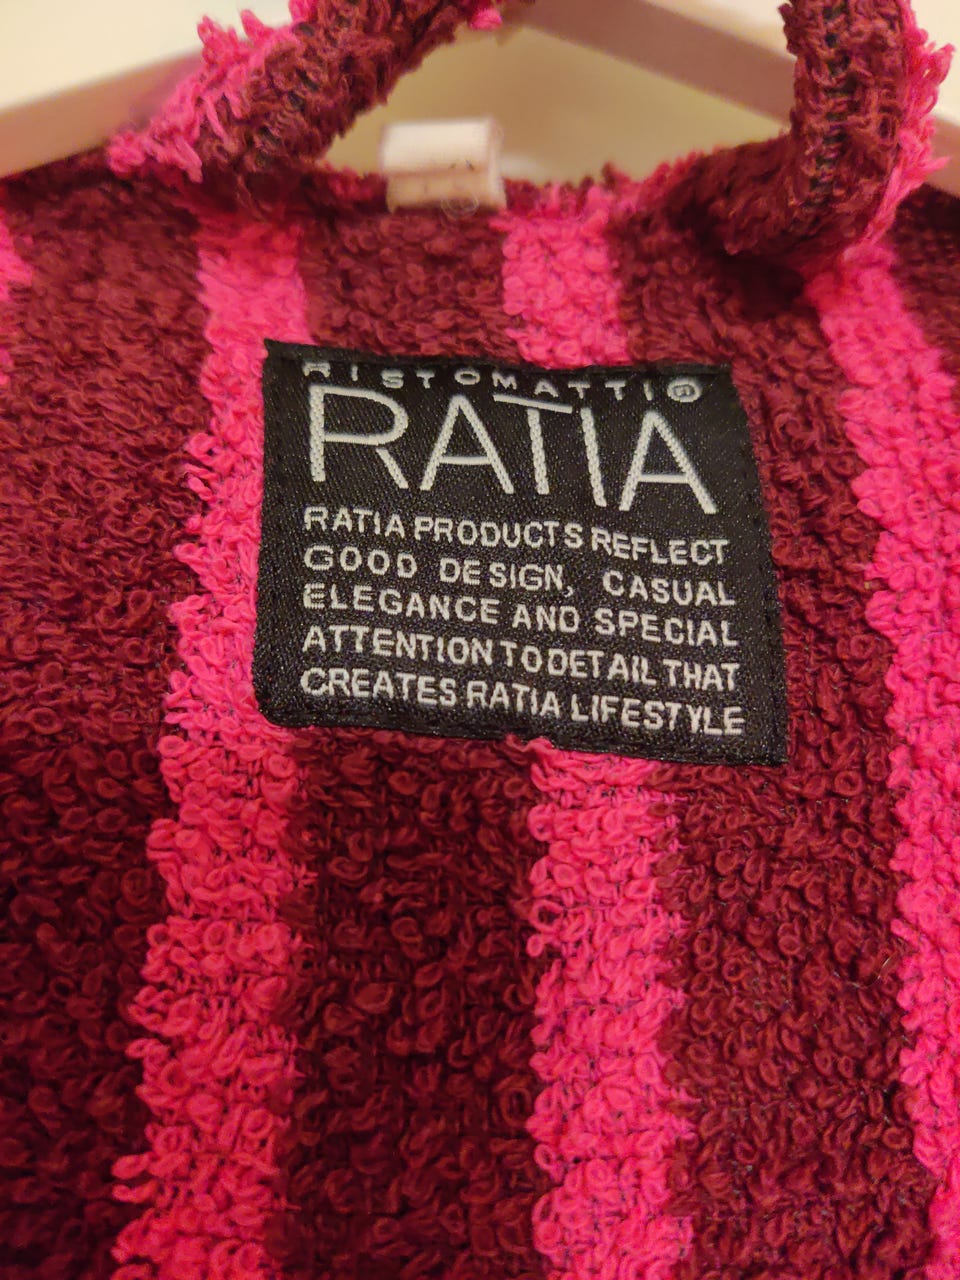 RISTOMATTI®
RATIA
RATIA PRODUCTS REFLECT
GOOD DESIGN, CASUAL
ELEGANCE AND SPECIAL
ATTENTION TO DETAIL THAT
CREATES RATIA LIFESTYLE